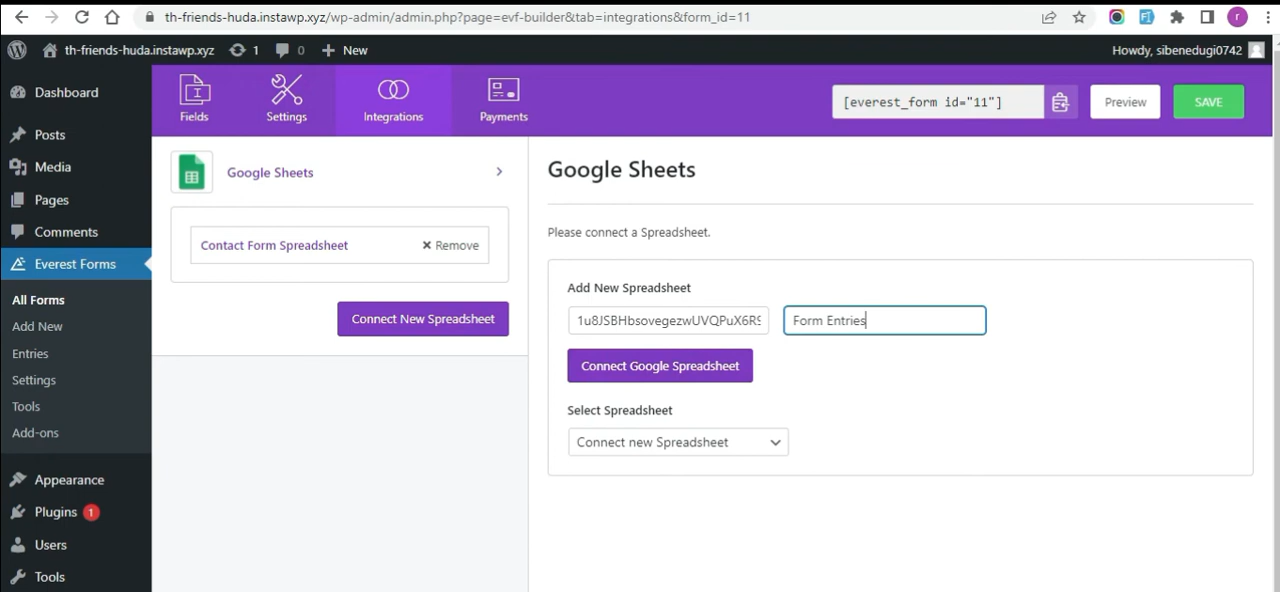 th-friends-huda.instawp.xyz/wp-admin/admin.php?page=evf-builder&tab=integrations&form_id=11
th-friends-huda.instawp.xyz 1 0 New
Howdy, sibenedugi0742
Dashboard
Posts
Media
Pages
Comments
Everest Forms
All Forms
Add New
Entries
Settings
Tools
Add-ons
Appearance
Plugins 1
Users
Tools
Fields
Settings
Integrations
Payments
[everest_form id="11"]
Preview
SAVE
Google Sheets
Contact Form Spreadsheet
Remove
Connect New Spreadsheet
Google Sheets
Please connect a Spreadsheet.
Add New Spreadsheet
1u8JSBHbsovegezwUVQPuX6RS
Form Entries
Connect Google Spreadsheet
Select Spreadsheet
Connect new Spreadsheet